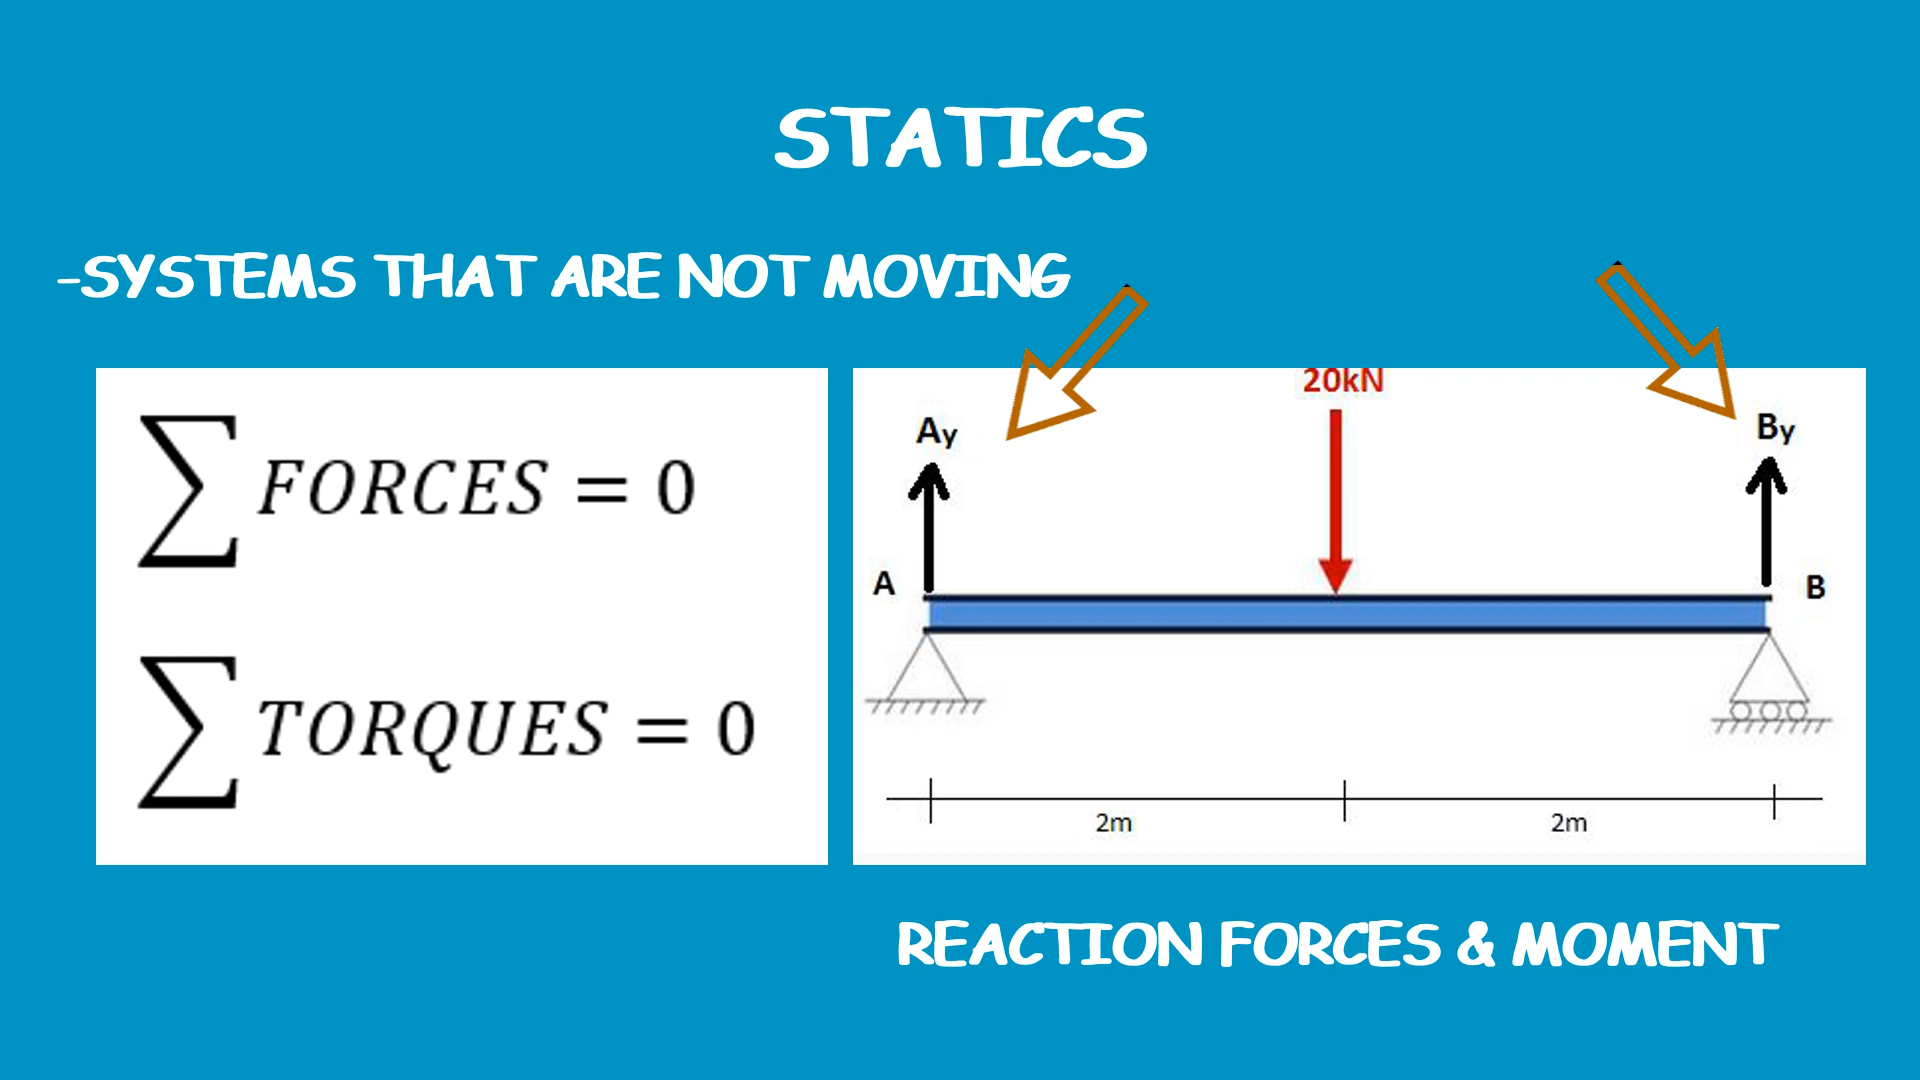 STATICS
-SYSTEMS THAT ARE NOT MOVING
∑ FORCES = 0
∑ TORQUES = 0
20kN
Ay
By
A
B
2m
2m
REACTION FORCES & MOMENT